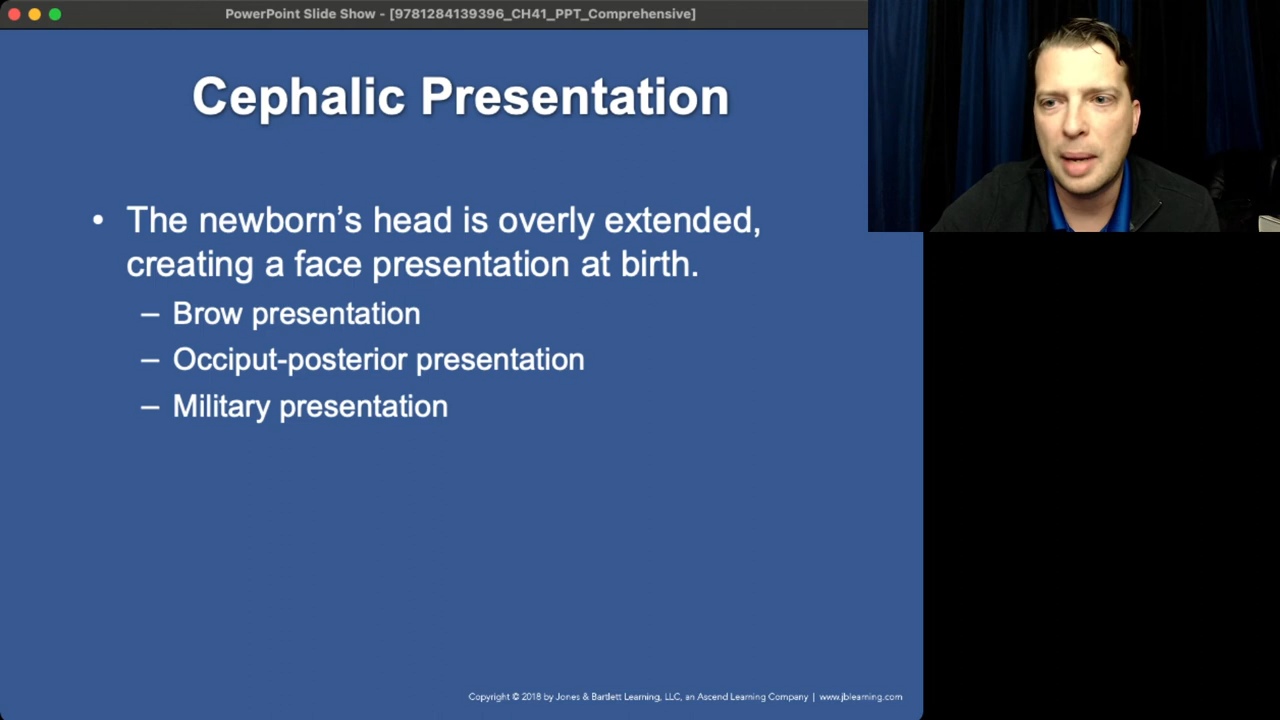 PowerPoint Slide Show - [9781284139396_CH41_PPT_Comprehensive]
Cephalic Presentation
• The newborn’s head is overly extended,
creating a face presentation at birth.
– Brow presentation
– Occiput-posterior presentation
– Military presentation
Copyright © 2018 by Jones & Bartlett Learning, LLC, an Ascend Learning Company | www.jblearning.com